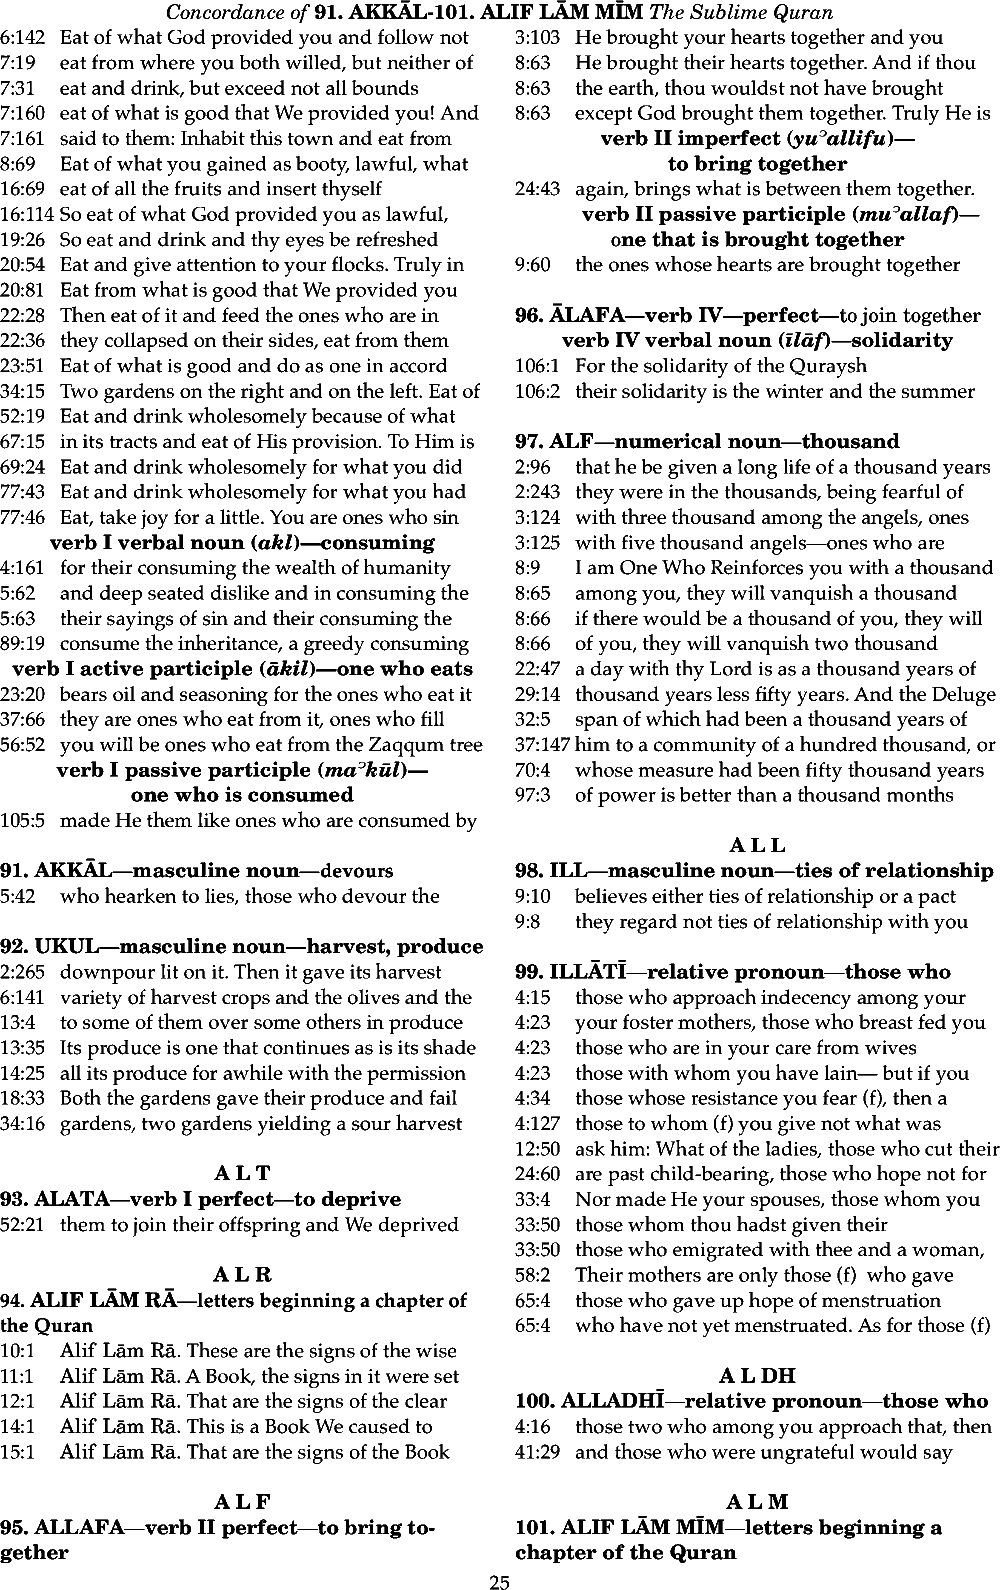 Concordance of 91. AKKĀL-101. ALIF LĀM MĪM The Sublime Quran
6:142 Eat of what God provided you and follow not
7:19 eat from where you both willed, but neither of
7:31 eat and drink, but exceed not all bounds
7:160 eat of what is good that We provided you! And
7:161 said to them: Inhabit this town and eat from
8:69 Eat of what you gained as booty, lawful, what
16:69 eat of all the fruits and insert thyself
16:114 So eat of what God provided you as lawful,
19:26 So eat and drink and thy eyes be refreshed
20:54 Eat and give attention to your flocks. Truly in
20:81 Eat from what is good that We provided you
22:28 Then eat of it and feed the ones who are in
22:36 they collapsed on their sides, eat from them
23:51 Eat of what is good and do as one in accord
34:15 Two gardens on the right and on the left. Eat of
52:19 Eat and drink wholesomely because of what
67:15 in its tracts and eat of His provision. To Him is
69:24 Eat and drink wholesomely for what you did
77:43 Eat and drink wholesomely for what you had
77:46 Eat, take joy for a little. You are ones who sin
verb I verbal noun (akl)—consuming
4:161 for their consuming the wealth of humanity
5:62 and deep seated dislike and in consuming the
5:63 their sayings of sin and their consuming the
89:19 consume the inheritance, a greedy consuming
verb I active participle (ākil)—one who eats
23:20 bears oil and seasoning for the ones who eat it
37:66 they are ones who eat from it, ones who fill
56:52 you will be ones who eat from the Zaqqum tree
verb I passive participle (maʾkūl)—
one who is consumed
105:5 made He them like ones who are consumed by
91. AKKĀL—masculine noun—devours
5:42 who hearken to lies, those who devour the
92. UKUL—masculine noun—harvest, produce
2:265 downpour lit on it. Then it gave its harvest
6:141 variety of harvest crops and the olives and the
13:4 to some of them over some others in produce
13:35 Its produce is one that continues as is its shade
14:25 all its produce for awhile with the permission
18:33 Both the gardens gave their produce and fail
34:16 gardens, two gardens yielding a sour harvest
A L T
93. ALATA—verb I perfect—to deprive
52:21 them to join their offspring and We deprived
A L R
94. ALIF LĀM RĀ—letters beginning a chapter of
the Quran
10:1 Alif Lām Rā. These are the signs of the wise
11:1 Alif Lām Rā. A Book, the signs in it were set
12:1 Alif Lām Rā. That are the signs of the clear
14:1 Alif Lām Rā. This is a Book We caused to
15:1 Alif Lām Rā. That are the signs of the Book
A L F
95. ALLAFA—verb II perfect—to bring to-
gether
3:103 He brought your hearts together and you
8:63 He brought their hearts together. And if thou
8:63 the earth, thou wouldst not have brought
8:63 except God brought them together. Truly He is
verb II imperfect (yuʾallifu)—
to bring together
24:43 again, brings what is between them together.
verb II passive participle (muʾallaf)—
one that is brought together
9:60 the ones whose hearts are brought together
96. ĀLAFA—verb IV—perfect—to join together
verb IV verbal noun (īlāf)—solidarity
106:1 For the solidarity of the Quraysh
106:2 their solidarity is the winter and the summer
97. ALF—numerical noun—thousand
2:96 that he be given a long life of a thousand years
2:243 they were in the thousands, being fearful of
3:124 with three thousand among the angels, ones
3:125 with five thousand angels—ones who are
8:9 I am One Who Reinforces you with a thousand
8:65 among you, they will vanquish a thousand
8:66 if there would be a thousand of you, they will
8:66 of you, they will vanquish two thousand
22:47 a day with thy Lord is as a thousand years of
29:14 thousand years less fifty years. And the Deluge
32:5 span of which had been a thousand years of
37:147 him to a community of a hundred thousand, or
70:4 whose measure had been fifty thousand years
97:3 of power is better than a thousand months
A L L
98. ILL—masculine noun—ties of relationship
9:10 believes either ties of relationship or a pact
9:8 they regard not ties of relationship with you
99. ILLĀTĪ—relative pronoun—those who
4:15 those who approach indecency among your
4:23 your foster mothers, those who breast fed you
4:23 those who are in your care from wives
4:23 those with whom you have lain— but if you
4:34 those whose resistance you fear (f), then a
4:127 those to whom (f) you give not what was
12:50 ask him: What of the ladies, those who cut their
24:60 are past child-bearing, those who hope not for
33:4 Nor made He your spouses, those whom you
33:50 those whom thou hadst given their
33:50 those who emigrated with thee and a woman,
58:2 Their mothers are only those (f) who gave
65:4 those who gave up hope of menstruation
65:4 who have not yet menstruated. As for those (f)
A L DH
100. ALLADHĪ—relative pronoun—those who
4:16 those two who among you approach that, then
41:29 and those who were ungrateful would say
A L M
101. ALIF LĀM MĪM—letters beginning a
chapter of the Quran
25